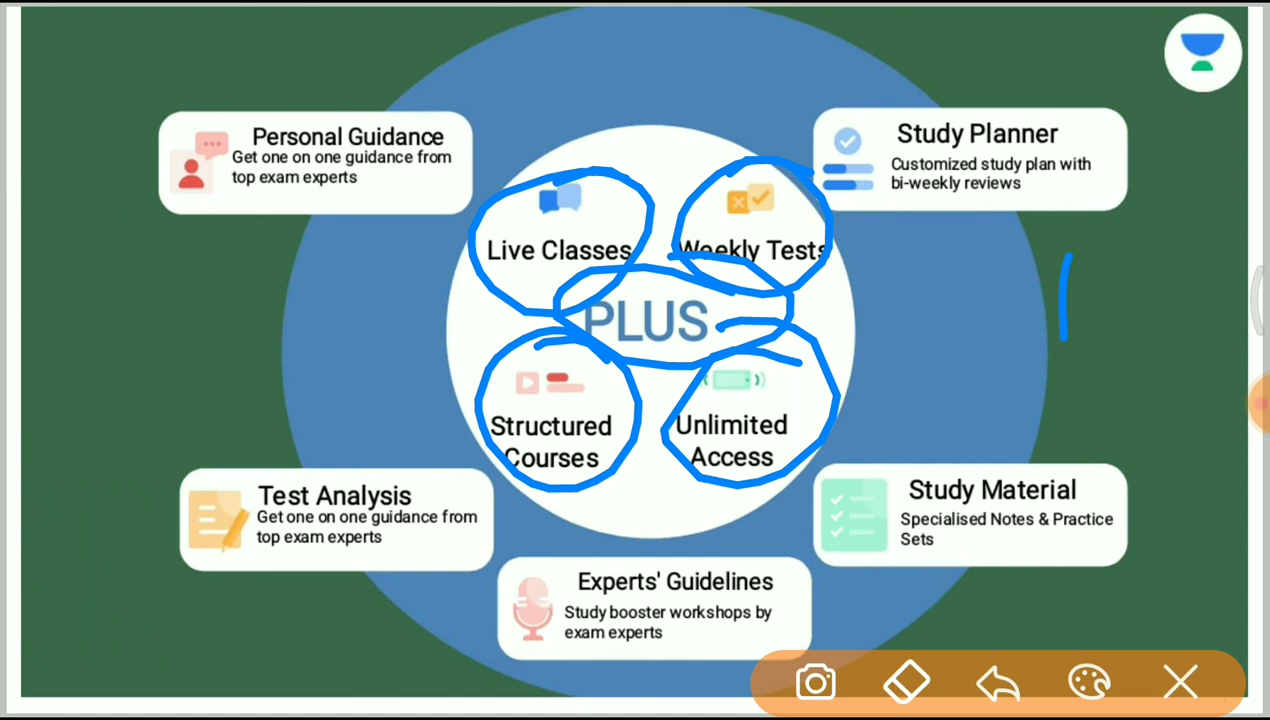 Personal Guidance
Get one on one guidance from
top exam experts
Study Planner
Customized study plan with
bi-weekly reviews
Live Classes
Weekly Tests
PLUS
Structured
Courses
Unlimited
Access
Test Analysis
Get one on one guidance from
top exam experts
Study Material
Specialised Notes & Practice
Sets
Experts' Guidelines
Study booster workshops by
exam experts